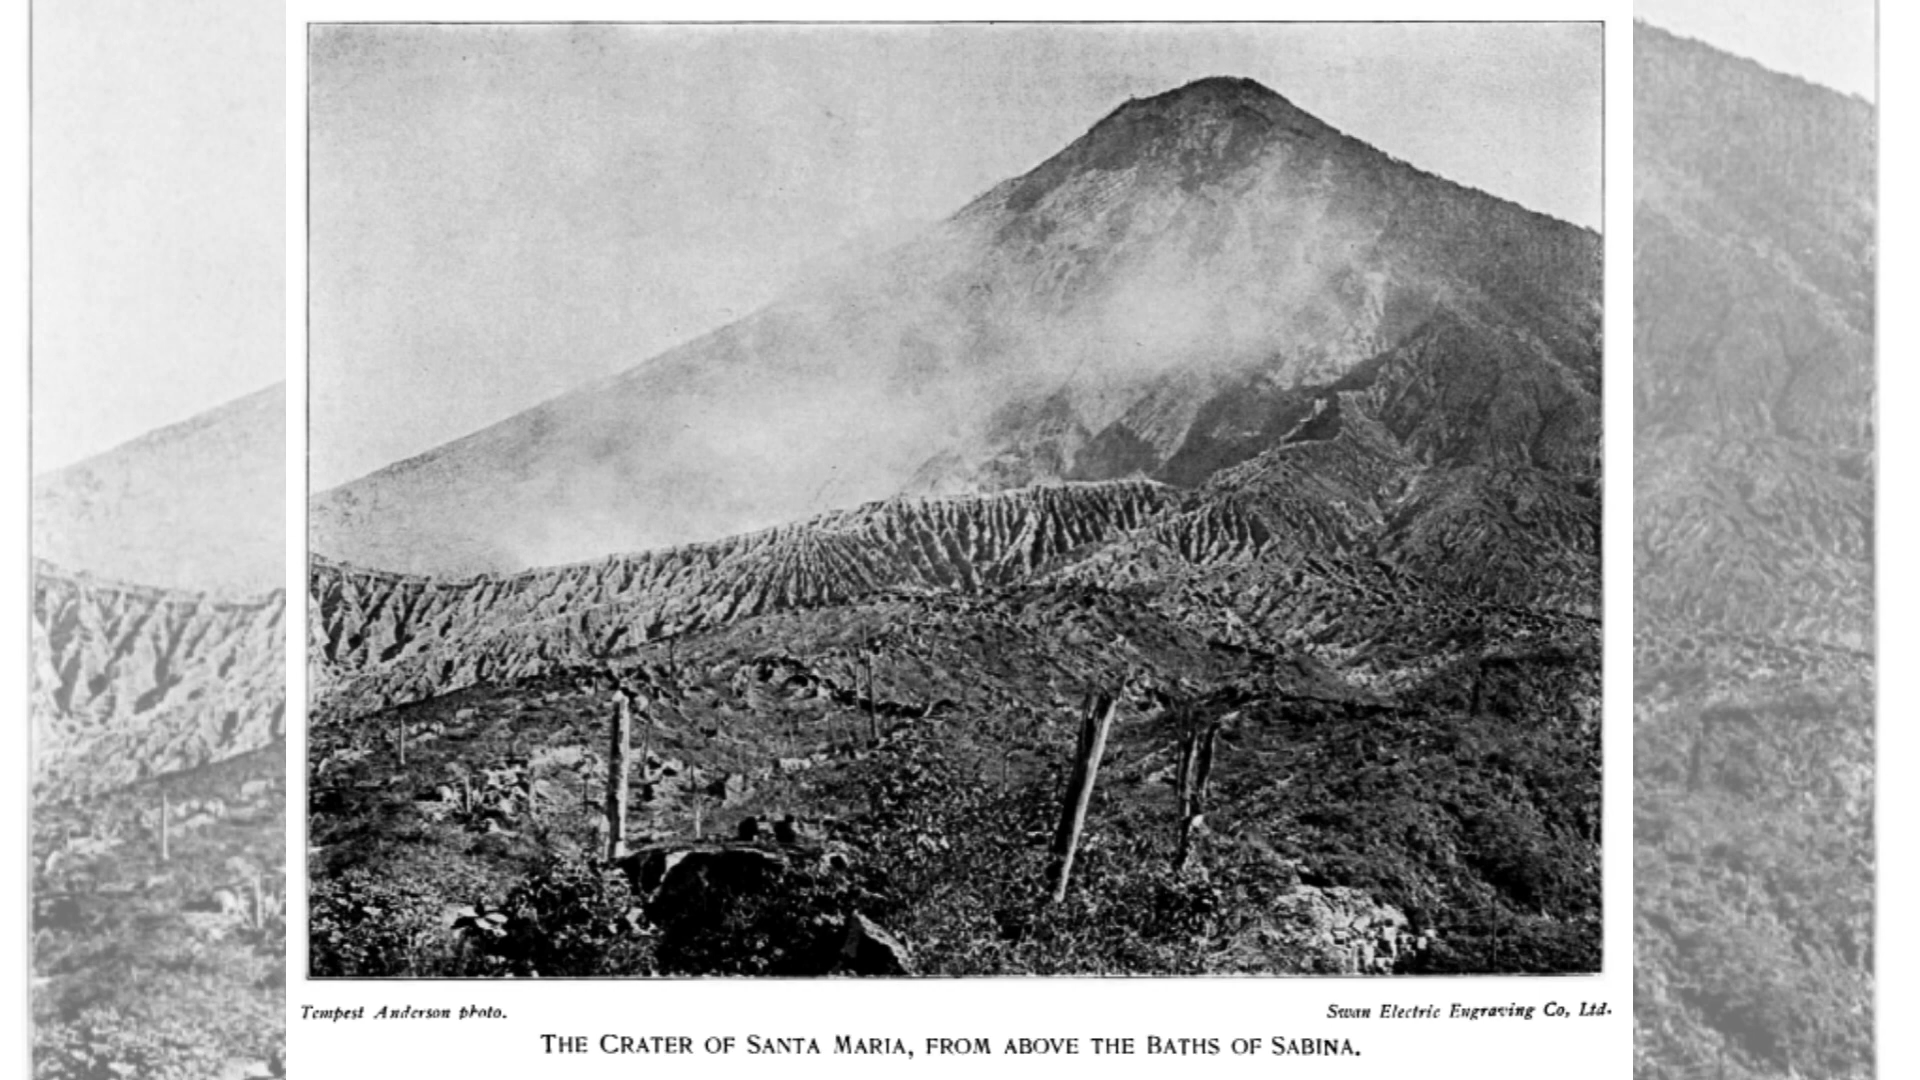 Tempest Anderson photo.
Swan Electric Engraving Co, Ltd.
THE CRATER OF SANTA MARIA, FROM ABOVE THE BATHS OF SABINA.